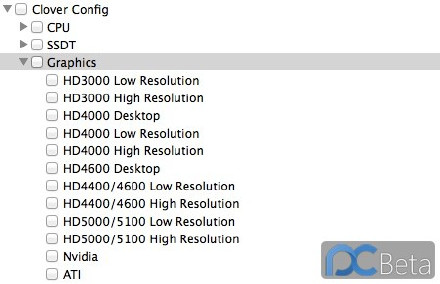 Clover Config
CPU
SSDT
Graphics
HD3000 Low Resolution
HD3000 High Resolution
HD4000 Desktop
HD4000 Low Resolution
HD4000 High Resolution
HD4600 Desktop
HD4400/4600 Low Resolution
HD4400/4600 High Resolution
HD5000/5100 Low Resolution
HD5000/5100 High Resolution
Nvidia
ATI
pcBeta